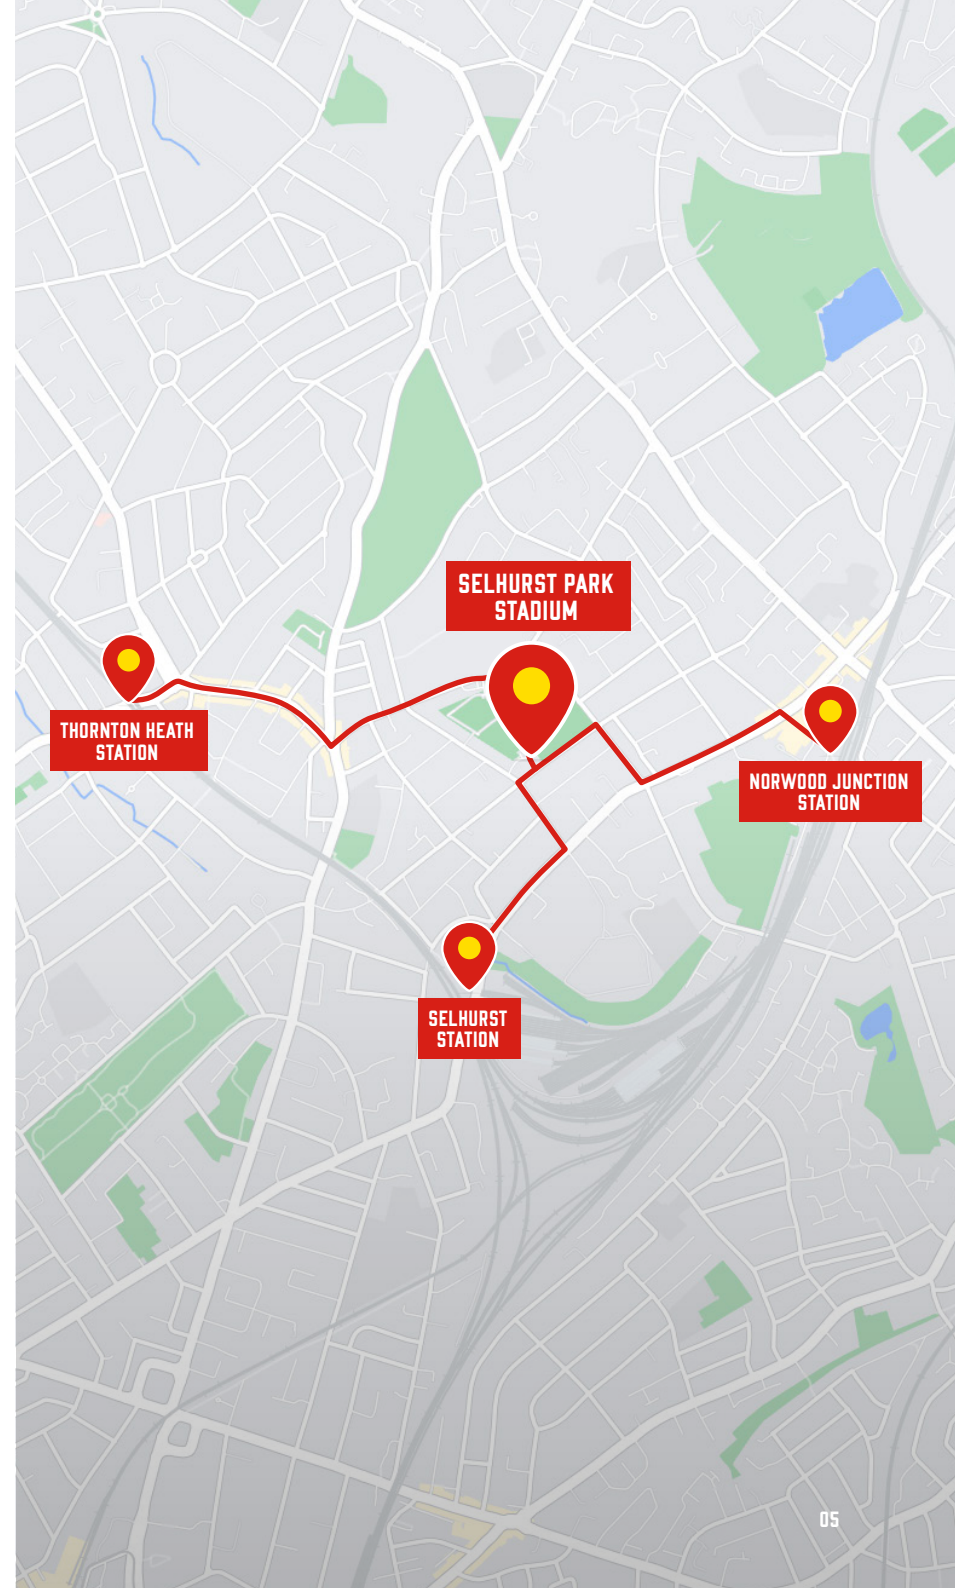 SELHURST PARK
STADIUM
THORNTON HEATH
STATION
NORWOOD JUNCTION
STATION
SELHURST
STATION
05